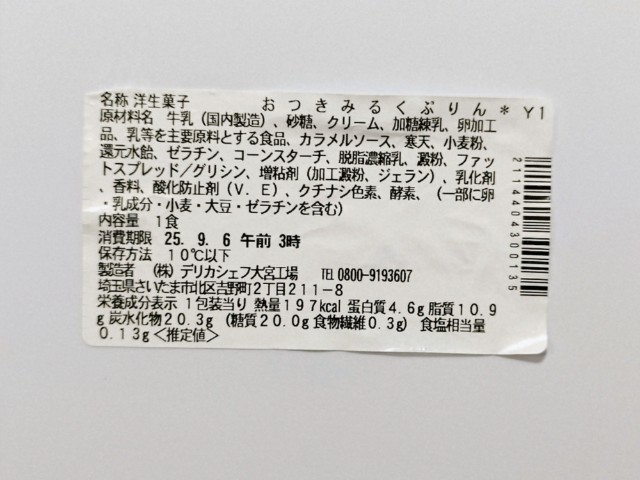 名称 洋生菓子 おつきみるくぷりん* Y1
原材料名 牛乳（国内製造）、砂糖、クリーム、加糖練乳、卵加工
品、乳等を主要原料とする食品、カラメルソース、寒天、小麦粉、
還元水飴、ゼラチン、コーンスターチ、脱脂濃縮乳、澱粉、ファッ
トスプレッド／グリシン、増粘剤（加工澱粉、ジェラン）、乳化剤
、香料、酸化防止剤（V．E）、クチナシ色素、酵素、（一部に卵
・乳成分・小麦・大豆・ゼラチンを含む）
内容量 1食
消費期限 25. 9. 6 午前 3時
保存方法 10℃以下
製造者 （株）デリカシェフ大宮工場 TEL 0800-9193607
埼玉県さいたま市北区吉野町2丁目211-8
栄養成分表示 1包装当り 熱量197kcal 蛋白質4.6g 脂質10.9
g 炭水化物20.3g（糖質20.0g 食物繊維0.3g） 食塩相当量
0.13g＜推定値＞
2114404300135